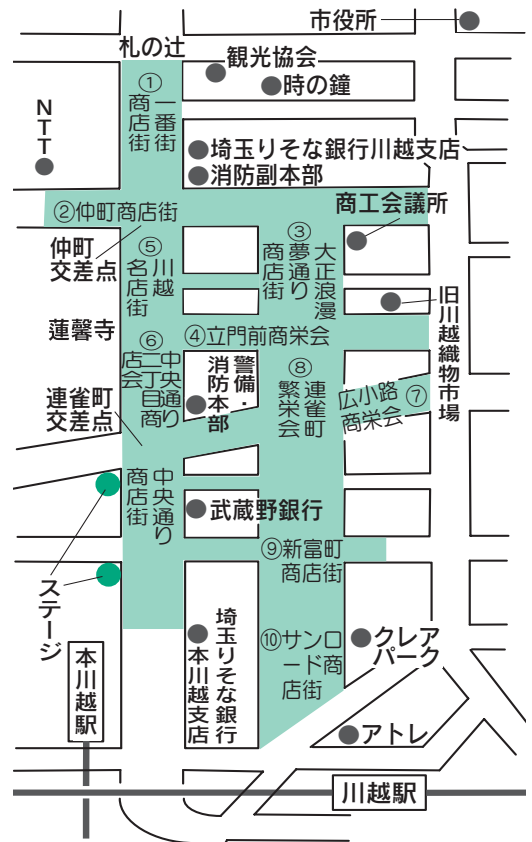 市役所
札の辻
観光協会
時の鐘
①一番街
商店街
NTT
埼玉りそな銀行川越支店
消防副本部
②仲町商店街
商工会議所
仲町
交差点
⑤川越
名店街
③大正浪漫
夢通り
商店街
旧川越織物市場
蓮馨寺
④立門前商栄会
⑥中央通り
二丁目商
店会
警備・
消防本部
⑧連雀町
繁栄会
広小路⑦
商栄会
連雀町
交差点
中央通り
商店街
武蔵野銀行
⑨新富町
商店街
ステージ
本川越駅
埼玉りそな銀行
本川越支店
⑩サンロ
ード商
店街
クレア
パーク
アトレ
川越駅